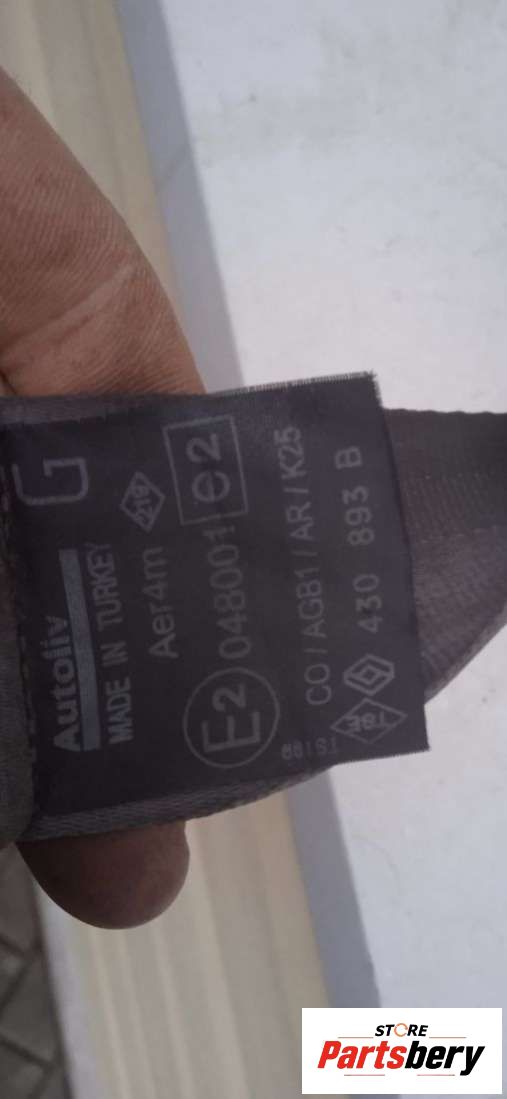 Autoliv G
MADE IN TURKEY
Aer4m
E2 048001 e2
CO / AGB1 / AR / K25
430 893 B
STORE
Partsbery